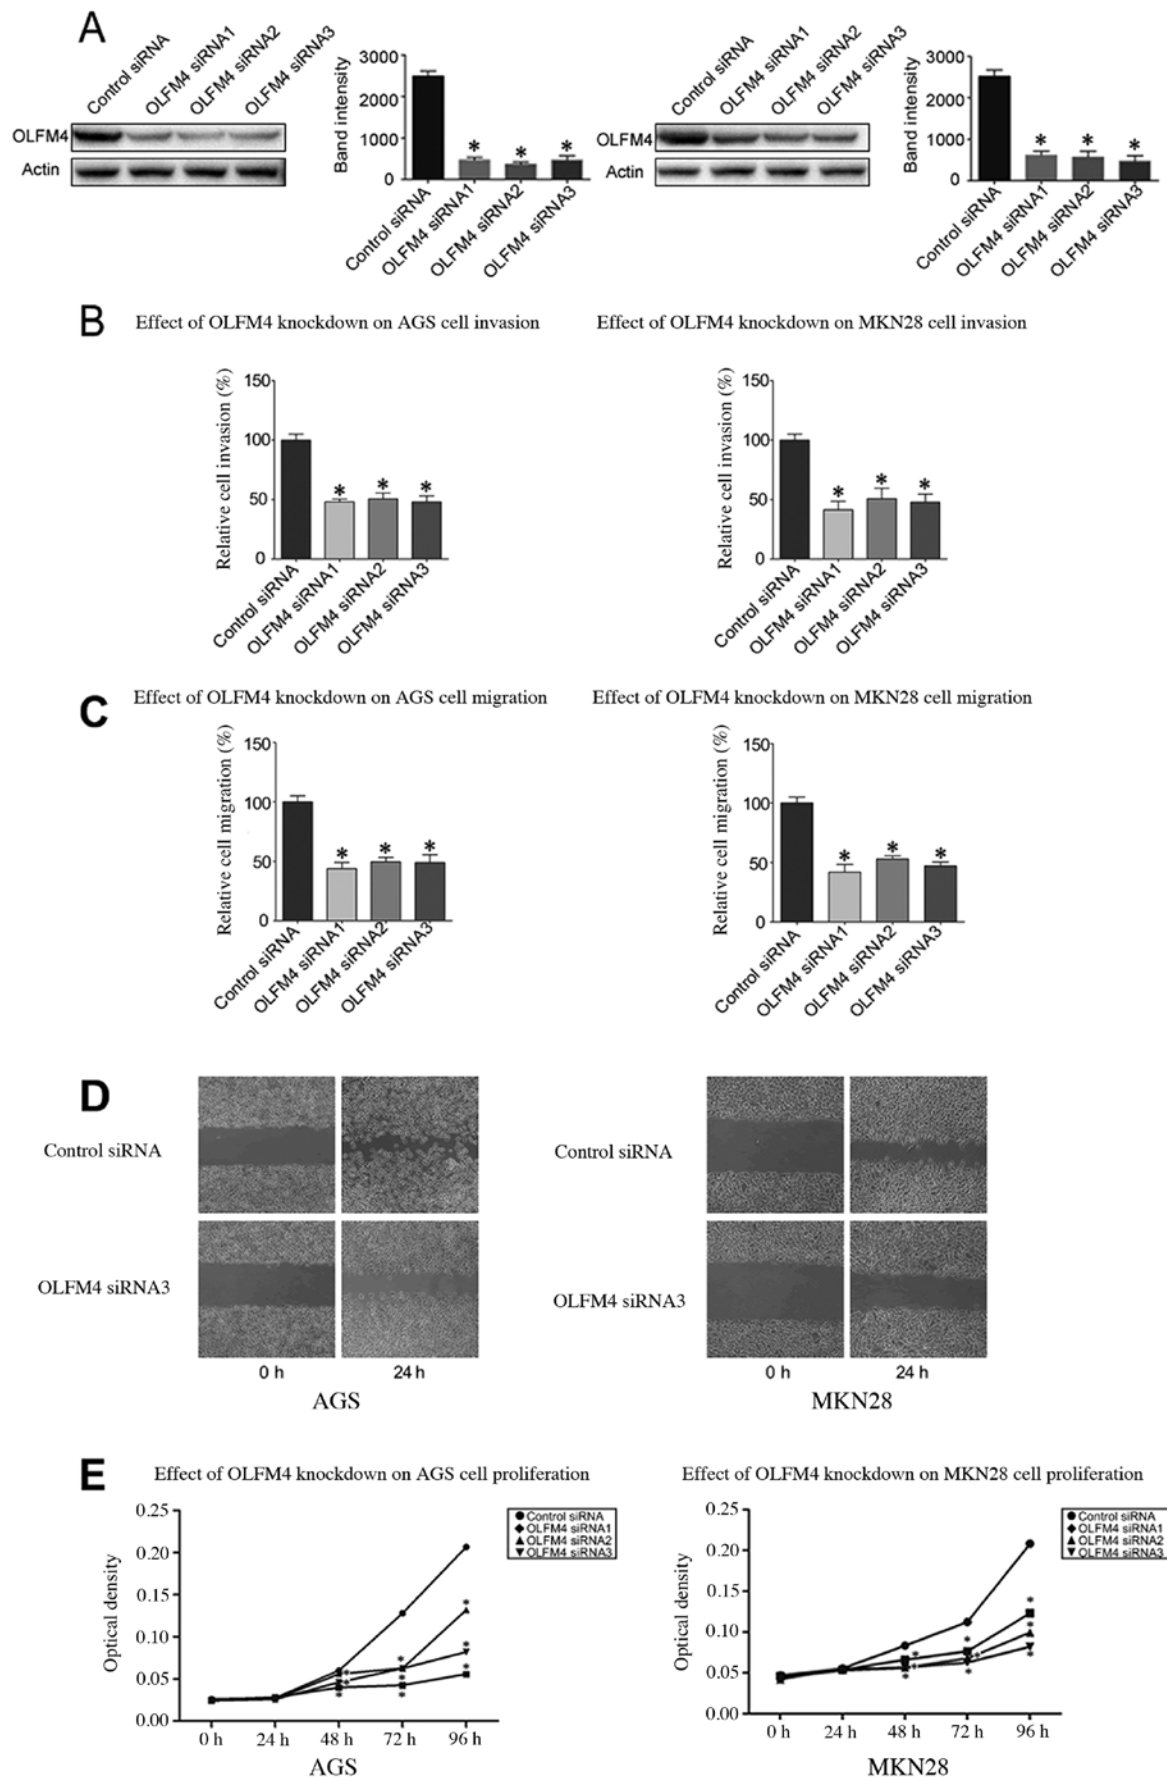 A
Control siRNA
OLFM4 siRNA1
OLFM4 siRNA2
OLFM4 siRNA3
OLFM4
Actin
Band intensity
3000
2000
1000
0
* * *
Control siRNA
OLFM4 siRNA1
OLFM4 siRNA2
OLFM4 siRNA3
Control siRNA
OLFM4 siRNA1
OLFM4 siRNA2
OLFM4 siRNA3
OLFM4
Actin
Band intensity
3000
2000
1000
0
* * *
Control siRNA
OLFM4 siRNA1
OLFM4 siRNA2
OLFM4 siRNA3
B
Effect of OLFM4 knockdown on AGS cell invasion
Relative cell invasion (%)
150
100
50
0
* * *
Control siRNA
OLFM4 siRNA1
OLFM4 siRNA2
OLFM4 siRNA3
Effect of OLFM4 knockdown on MKN28 cell invasion
Relative cell invasion (%)
150
100
50
0
* * *
Control siRNA
OLFM4 siRNA1
OLFM4 siRNA2
OLFM4 siRNA3
C
Effect of OLFM4 knockdown on AGS cell migration
Relative cell migration (%)
150
100
50
0
* * *
Control siRNA
OLFM4 siRNA1
OLFM4 siRNA2
OLFM4 siRNA3
Effect of OLFM4 knockdown on MKN28 cell migration
Relative cell migration (%)
150
100
50
0
* * *
Control siRNA
OLFM4 siRNA1
OLFM4 siRNA2
OLFM4 siRNA3
D
Control siRNA
OLFM4 siRNA3
0 h
24 h
AGS
Control siRNA
OLFM4 siRNA3
0 h
24 h
MKN28
E
Effect of OLFM4 knockdown on AGS cell proliferation
Optical density
0.25
0.20
0.15
0.10
0.05
0.00
Control siRNA
OLFM4 siRNA1
OLFM4 siRNA2
OLFM4 siRNA3
0 h 24 h 48 h 72 h 96 h
AGS
Effect of OLFM4 knockdown on MKN28 cell proliferation
Optical density
0.25
0.20
0.15
0.10
0.05
0.00
Control siRNA
OLFM4 siRNA1
OLFM4 siRNA2
OLFM4 siRNA3
0 h 24 h 48 h 72 h 96 h
MKN28